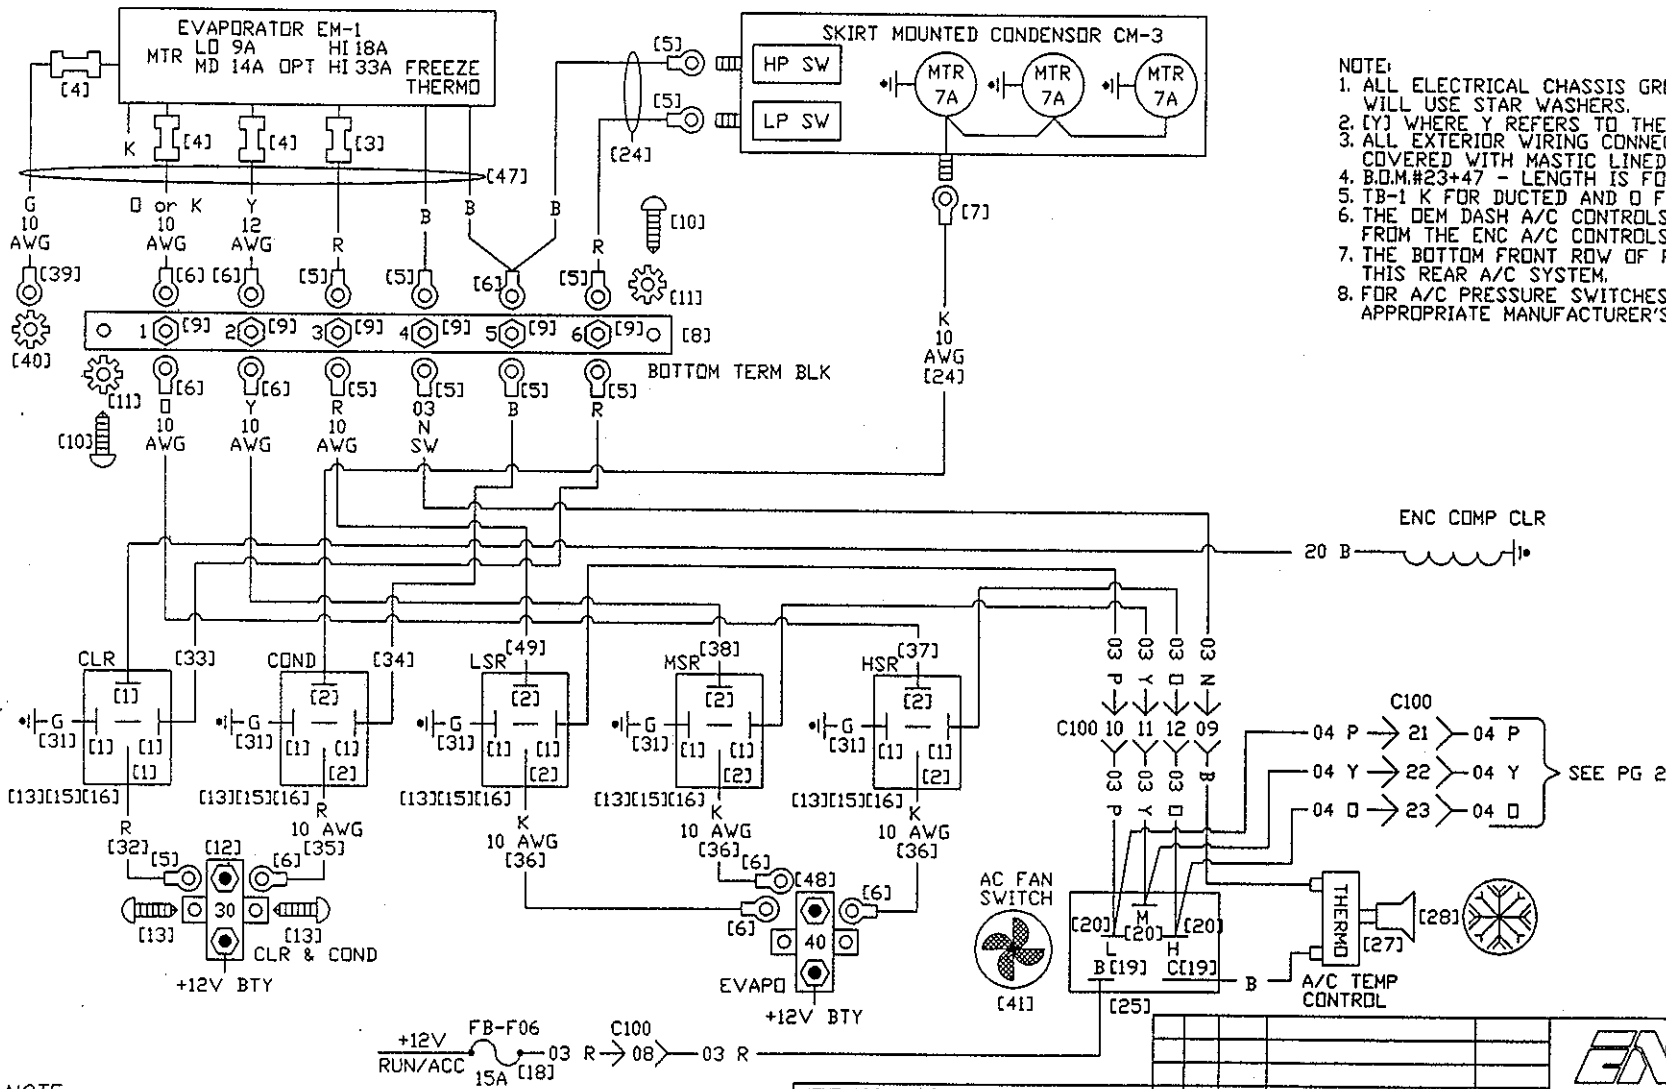 EVAPORATOR EM-1
MTR LO 9A HI 18A
MD 14A OPT HI 33A FREEZE
THERMO
[4]
K
[4]
[4]
[3]
[47]
G
10
AWG
O or K
10
AWG
Y
12
AWG
R
B
B
B
R
[5]
[5]
[24]
SKIRT MOUNTED CONDENSOR CM-3
HP SW
LP SW
MTR
7A
MTR
7A
MTR
7A
[7]
K
10
AWG
[24]
NOTE:
1. ALL ELECTRICAL CHASSIS
WILL USE STAR WASHERS.
2. [Y] WHERE Y REFERS TO THE
3. ALL EXTERIOR WIRING
COVERED WITH MASTIC LINED
4. B.O.M.#23+47 - LENGTH IS
5. TB-1 K FOR DUCTED AND O
6. THE OEM DASH A/C CONTROLS
FROM THE ENC A/C CONTROLS
7. THE BOTTOM FRONT ROW OF
THIS REAR A/C SYSTEM.
8. FOR A/C PRESSURE SWITCHES
APPROPRIATE MANUFACTURER'S
[39]
[6]
[6]
[5]
[5]
[6]
[5]
[10]
[11]
[40]
1 [9] 2 [9] 3 [9] 4 [9] 5 [9] 6 [9] [8]
BOTTOM TERM BLK
[11]
[10]
[6]
[6]
[5]
[5]
[5]
[5]
O
10
AWG
Y
10
AWG
R
10
AWG
03
N
SW
B
R
ENC COMP CLR
20 B
CLR
[33]
COND
[34]
LSR
[49]
MSR
[38]
HSR
[37]
[1]
[2]
[2]
[2]
[2]
G
[31]
[1] [1]
[1]
G
[31]
[1] [1]
[2]
G
[31]
[1] [1]
[2]
G
[31]
[1] [1]
[2]
G
[31]
[1] [1]
[2]
[13][15][16]
[13][15][16]
[13][15][16]
[13][15][16]
[13][15][16]
R
[32]
R
10 AWG
[35]
K
10 AWG
[36]
K
10 AWG
[36]
K
10 AWG
[36]
[5]
[12]
[6]
30
[13]
[13]
CLR & COND
+12V BTY
[6]
[48]
[6]
[6]
40
EVAPO
+12V BTY
03 P
03 Y
03 O
03 N
C100 10 11 12 09
03 P
03 Y
03 O
B
C100
04 P 21 04 P
04 Y 22 04 Y
04 O 23 04 O
SEE PG 2
AC FAN
SWITCH
[41]
[20]
M
[20]
[20]
L
H
B [19]
C[19]
[25]
B
THERMO
[27]
[28]
A/C TEMP
CONTROL
+12V
RUN/ACC
FB-F06
15A
[18]
03 R
C100
08
03 R
NOTE